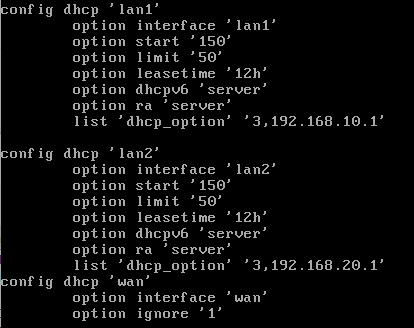 config dhcp 'lan1'
option interface 'lan1'
option start '150'
option limit '50'
option leasetime '12h'
option dhcpv6 'server'
option ra 'server'
list 'dhcp_option' '3,192.168.10.1'
config dhcp 'lan2'
option interface 'lan2'
option start '150'
option limit '50'
option leasetime '12h'
option dhcpv6 'server'
option ra 'server'
list 'dhcp_option' '3,192.168.20.1'
config dhcp 'wan'
option interface 'wan'
option ignore '1'